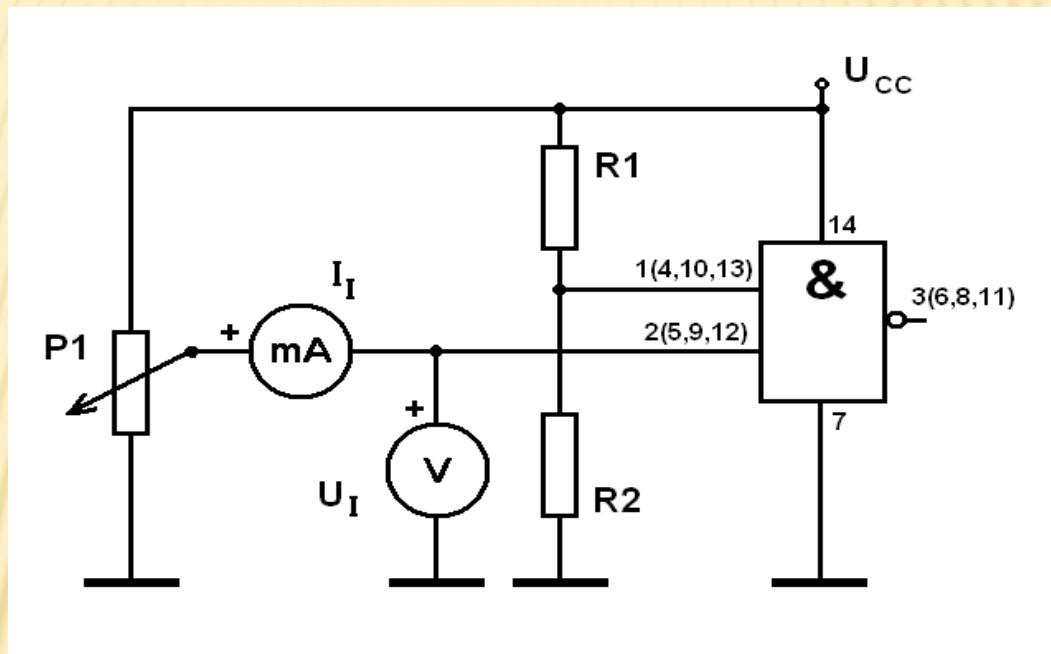 U CC
R1
14
1(4,10,13)
&
I I
3(6,8,11)
P1
+
mA
2(5,9,12)
+
7
V
U I
R2